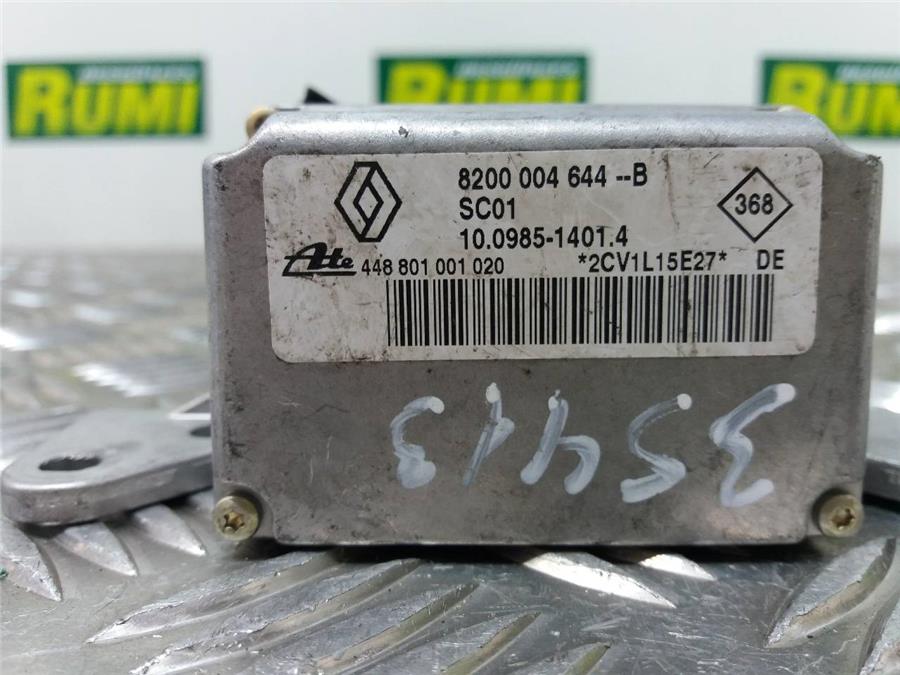 RUMI
RUMI
RUMI
8200 004 644 --B
SC01
368
10.0985-1401.4
Ate 448 801 001 020 *2CV1L15E27* DE
35413